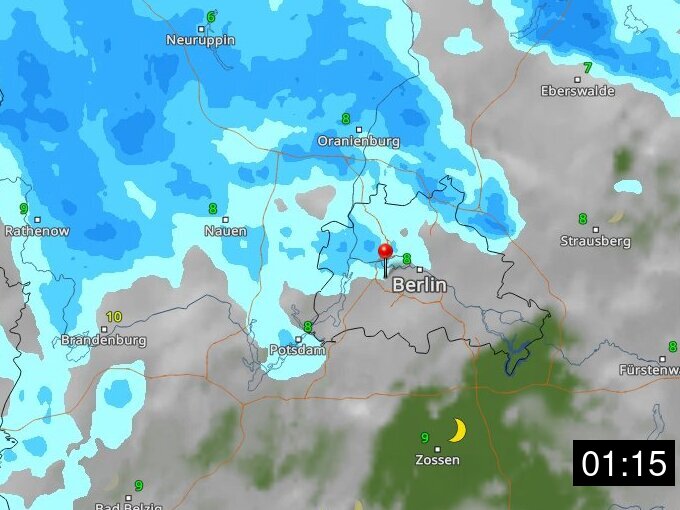 6
Neuruppin
7
Eberswalde
8
Oranienburg
9
Rathenow
8
Nauen
8
Strausberg
8
Berlin
10
Brandenburg
8
Potsdam
8
Fürstenwa
9
Zossen
01:15
9
Bad Belzig